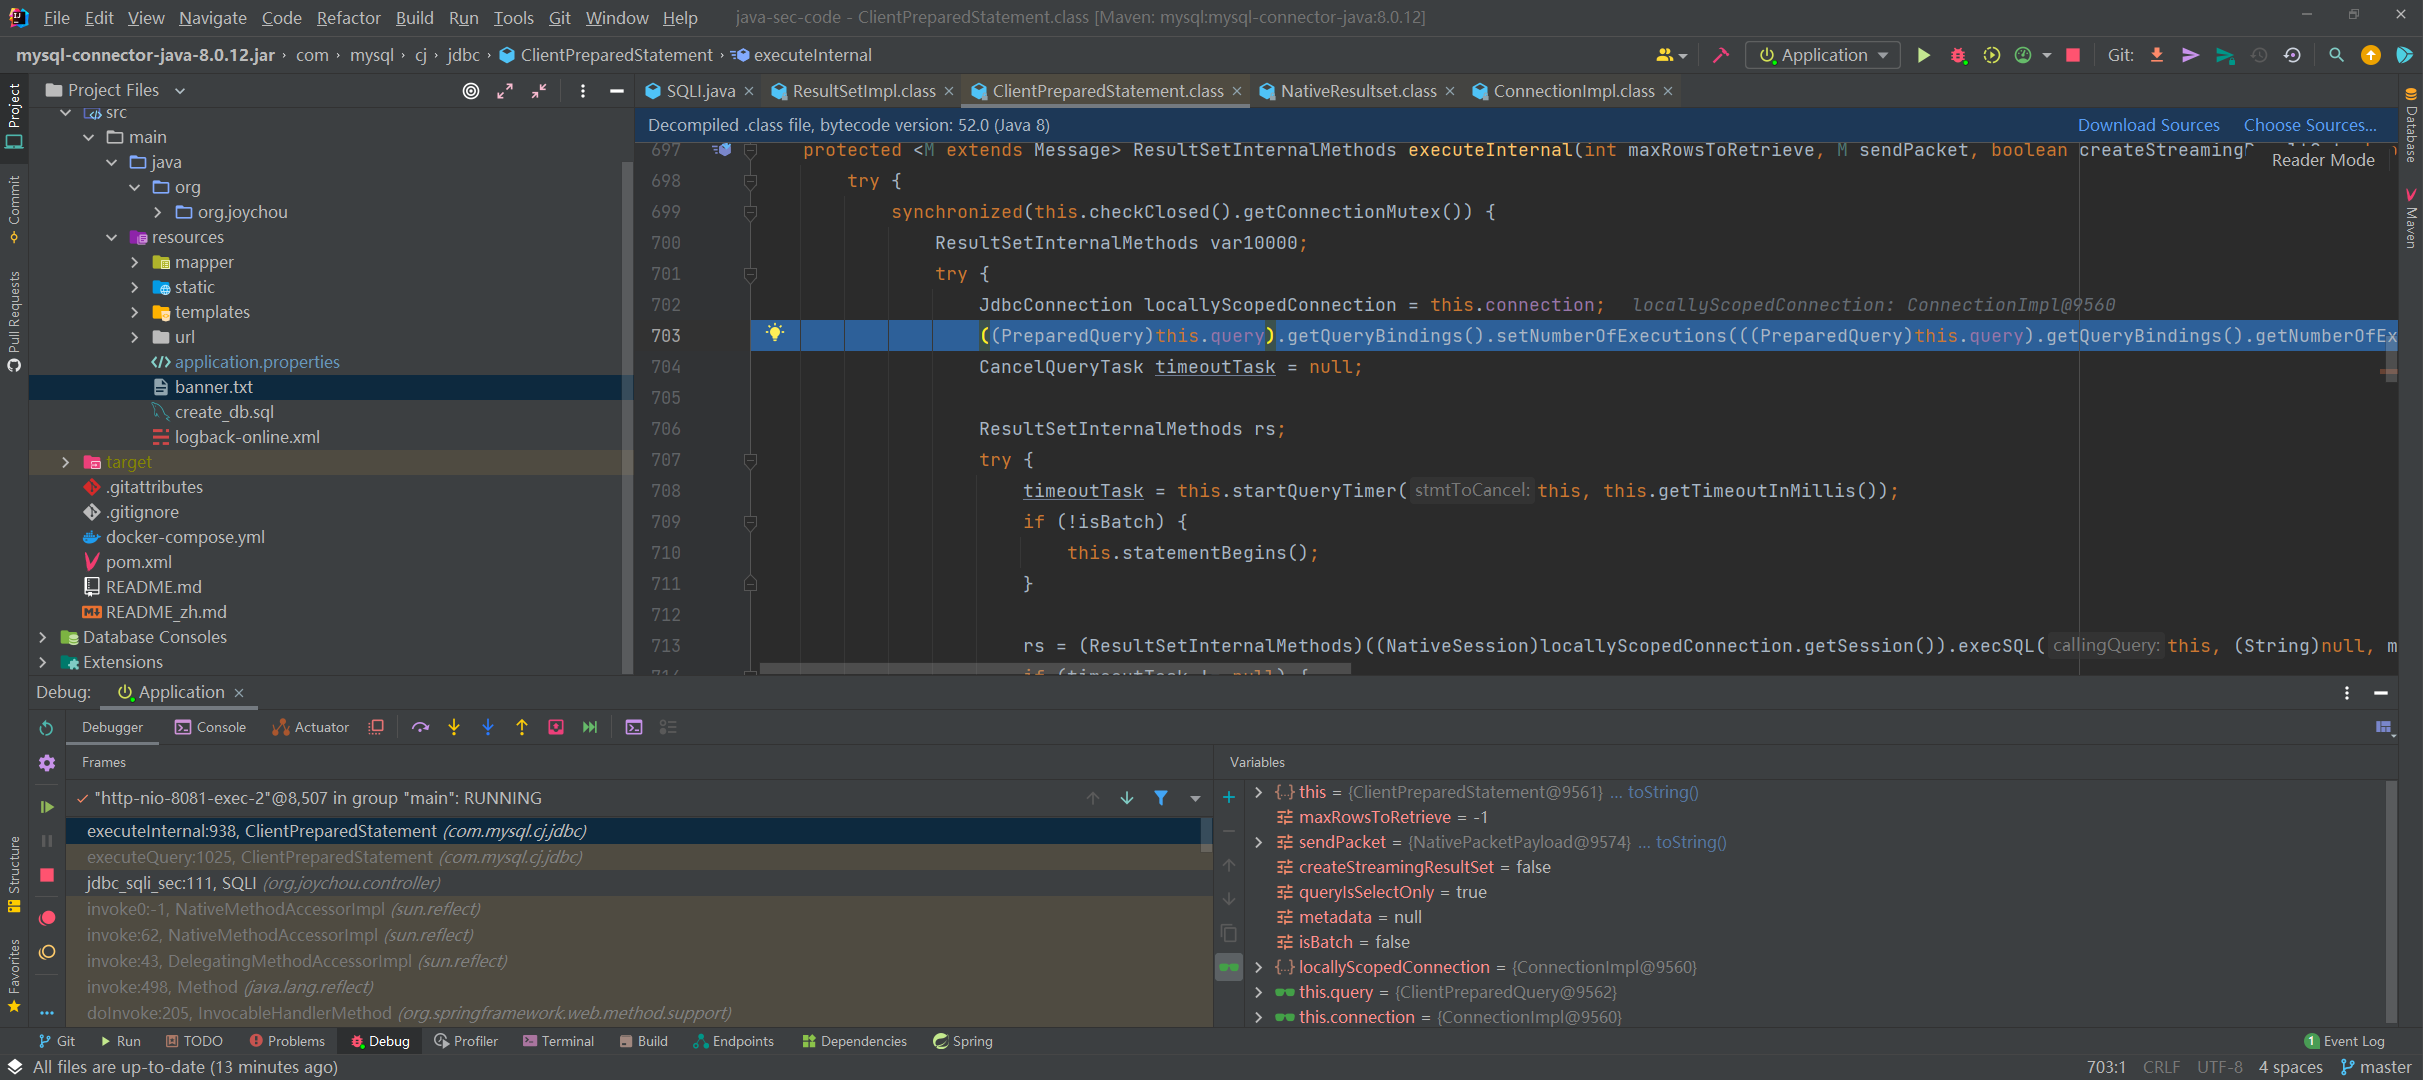 File Edit View Navigate Code Refactor Build Run Tools Git Window Help java-sec-code - ClientPreparedStatement.class [Maven: mysql:mysql-connector-java:8.0.12]
mysql-connector-java-8.0.12.jar com mysql cj jdbc ClientPreparedStatement executeInternal Application Git:
Project
Commit
Pull Requests
Structure
Favorites
Project Files
src
main
java
org
org.joychou
resources
mapper
static
templates
url
application.properties
banner.txt
create_db.sql
logback-online.xml
target
.gitattributes
.gitignore
docker-compose.yml
pom.xml
README.md
README_zh.md
Database Consoles
Extensions
SQLI.java ResultSetImpl.class ClientPreparedStatement.class NativeResultset.class ConnectionImpl.class
Decompiled .class file, bytecode version: 52.0 (Java 8) Download Sources Choose Sources...
Reader Mode
697 protected <M extends Message> ResultSetInternalMethods executeInternal(int maxRowsToRetrieve, M sendPacket, boolean
698 try {
699 synchronized(this.checkClosed().getConnectionMutex()) {
700 ResultSetInternalMethods var10000;
701 try {
702 JdbcConnection locallyScopedConnection = this.connection; locallyScopedConnection: ConnectionImpl@9560
703 ((PreparedQuery)this.query).getQueryBindings().setNumberOfExecutions(((PreparedQuery)this.query).getQueryBindings().getNumberOfEx
704 CancelQueryTask timeoutTask = null;
705
706 ResultSetInternalMethods rs;
707 try {
708 timeoutTask = this.startQueryTimer( stmtToCancel: this, this.getTimeoutInMillis());
709 if (!isBatch) {
710 this.statementBegins();
711 }
712
713 rs = (ResultSetInternalMethods)((NativeSession)locallyScopedConnection.getSession()).execSQL( callingQuery: this, (String)null, m
Database
Maven
Debug: Application
Debugger Console Actuator
Frames
"http-nio-8081-exec-2"@8,507 in group "main": RUNNING
executeInternal:938, ClientPreparedStatement (com.mysql.cj.jdbc)
executeQuery:1025, ClientPreparedStatement (com.mysql.cj.jdbc)
jdbc_sqli_sec:111, SQLI (org.joychou.controller)
invoke0:-1, NativeMethodAccessorImpl (sun.reflect)
invoke:62, NativeMethodAccessorImpl (sun.reflect)
invoke:43, DelegatingMethodAccessorImpl (sun.reflect)
invoke:498, Method (java.lang.reflect)
doInvoke:205, InvocableHandlerMethod (org.springframework.web.method.support)
Variables
this = {ClientPreparedStatement@9561} ... toString()
maxRowsToRetrieve = -1
sendPacket = {NativePacketPayload@9574} ... toString()
createStreamingResultSet = false
queryIsSelectOnly = true
metadata = null
isBatch = false
locallyScopedConnection = {ConnectionImpl@9560}
this.query = {ClientPreparedQuery@9562}
this.connection = {ConnectionImpl@9560}
Git Run TODO Problems Debug Profiler Terminal Build Endpoints Dependencies Spring 1 Event Log
All files are up-to-date (13 minutes ago) 703:1 CRLF UTF-8 4 spaces master